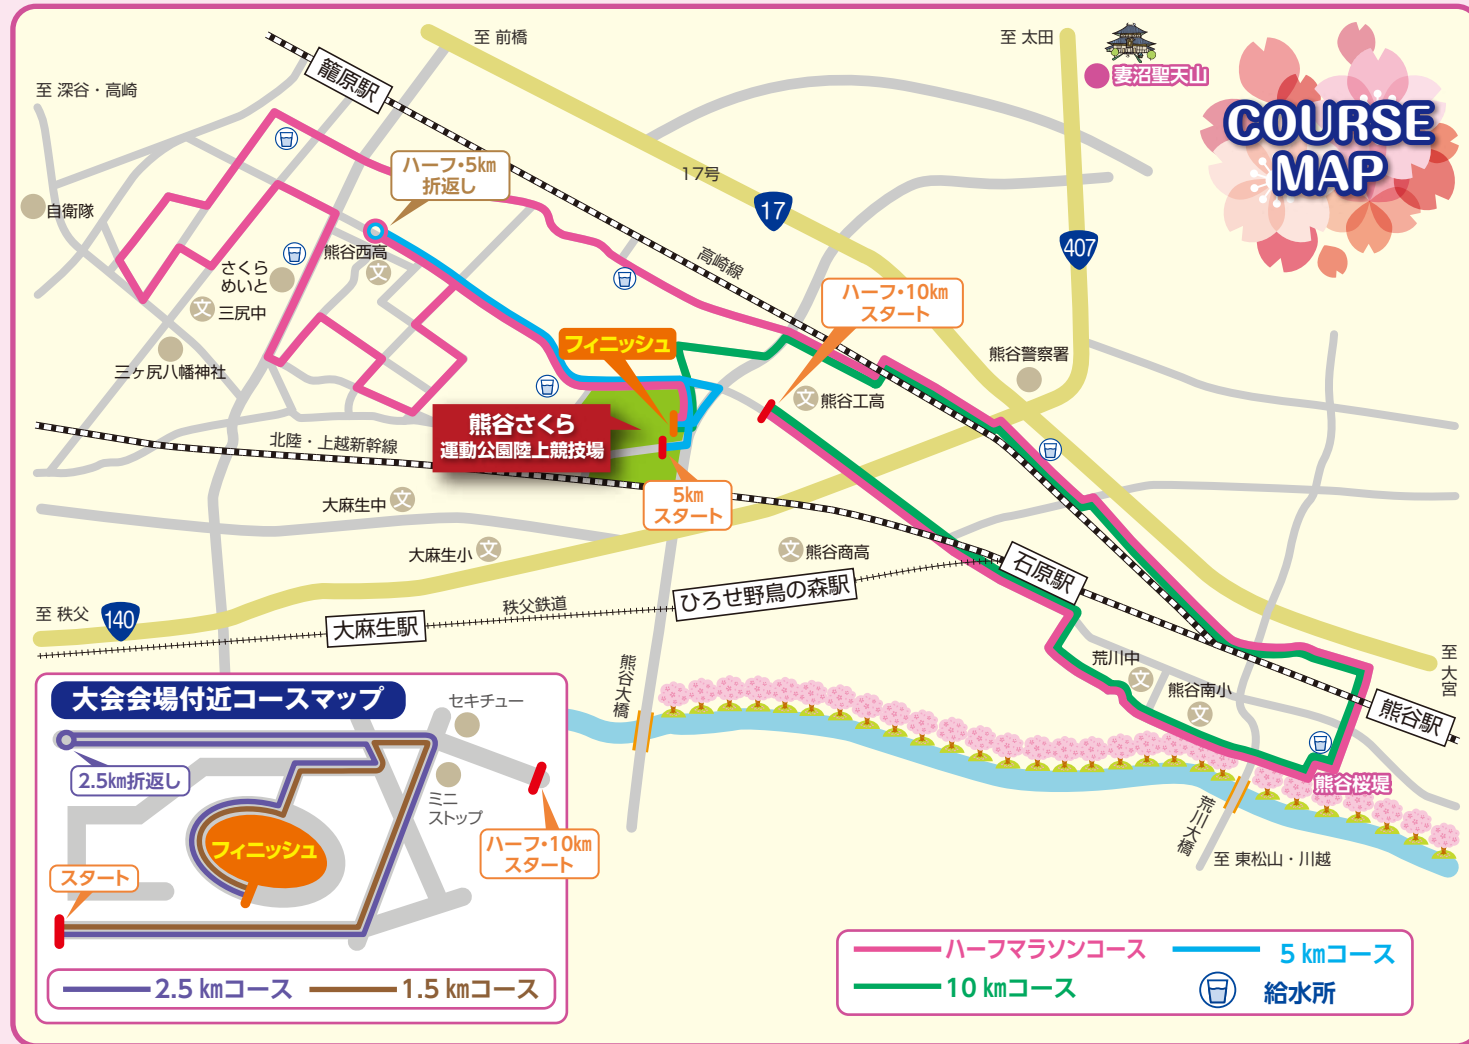 COURSE
MAP
至 前橋
至 太田
妻沼聖天山
籠原駅
至 深谷・高崎
ハーフ・5㎞
折返し
17号
17
407
自衛隊
熊谷西高
文
さくら
めいと
文
三尻中
高崎線
ハーフ・10㎞
スタート
フィニッシュ
熊谷警察署
三ヶ尻八幡神社
文
熊谷工高
熊谷さくら
運動公園陸上競技場
北陸・上越新幹線
5㎞
スタート
大麻生中
文
大麻生小
文
文
熊谷商高
石原駅
ひろせ野鳥の森駅
秩父鉄道
大麻生駅
至 秩父
140
熊谷大橋
荒川中
文
熊谷南小
文
至 大宮
熊谷駅
熊谷桜堤
荒川大橋
至 東松山・川越
大会会場付近コースマップ
セキチュー
2.5㎞折返し
ミニ
ストップ
フィニッシュ
ハーフ・10㎞
スタート
スタート
2.5 ㎞コース
1.5 ㎞コース
ハーフマラソンコース
5 ㎞コース
10 ㎞コース
給水所